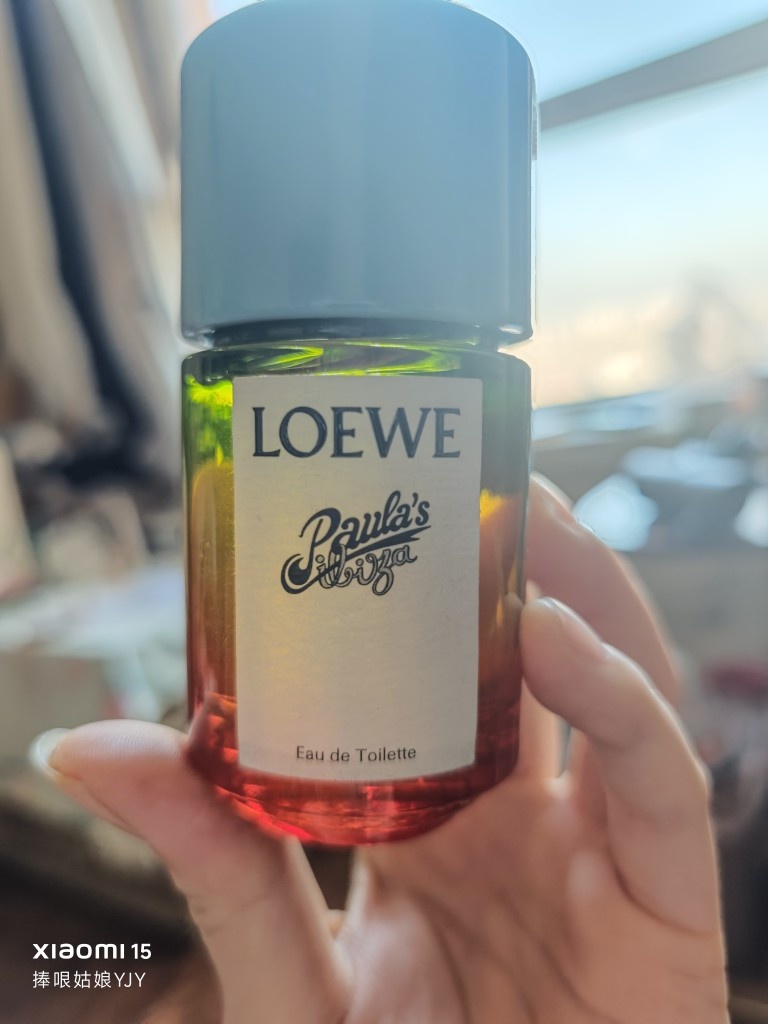 LOEWE
Paula's
ibiza
Eau de Toilette
xiaomi 15
捧哏姑娘YJY